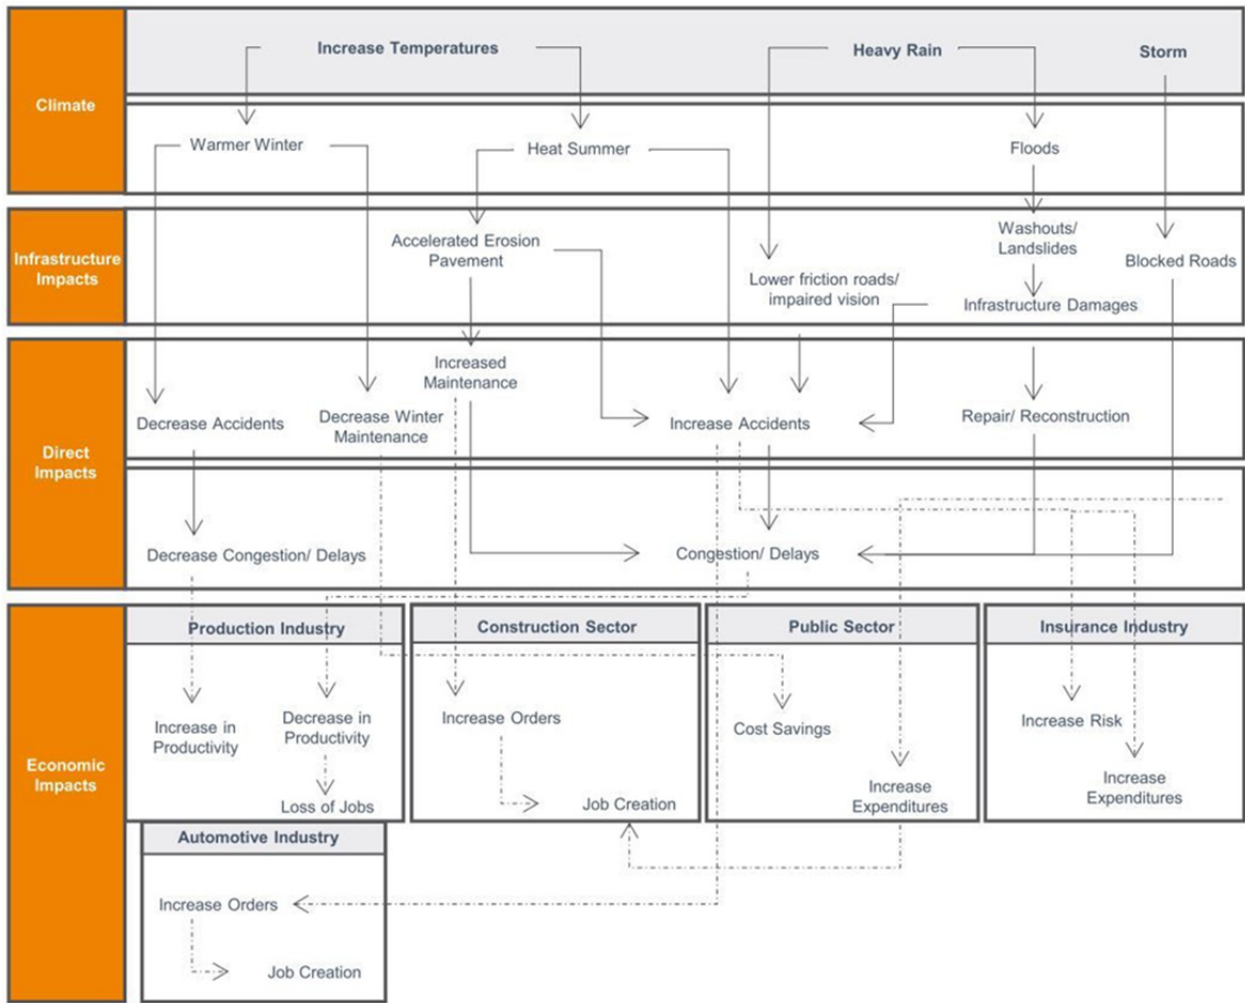 Climate
Increase Temperatures
Heavy Rain
Storm
Warmer Winter
Heat Summer
Floods
Infrastructure
Impacts
Accelerated Erosion
Pavement
Lower friction roads/
impaired vision
Washouts/
Landslides
Infrastructure Damages
Blocked Roads
Direct
Impacts
Decrease Accidents
Decrease Winter
Maintenance
Increased
Maintenance
Increase Accidents
Repair/ Reconstruction
Decrease Congestion/ Delays
Congestion/ Delays
Economic
Impacts
Production Industry
Increase in
Productivity
Decrease in
Productivity
Loss of Jobs
Construction Sector
Increase Orders
Job Creation
Public Sector
Cost Savings
Increase
Expenditures
Insurance Industry
Increase Risk
Increase
Expenditures
Automotive Industry
Increase Orders
Job Creation